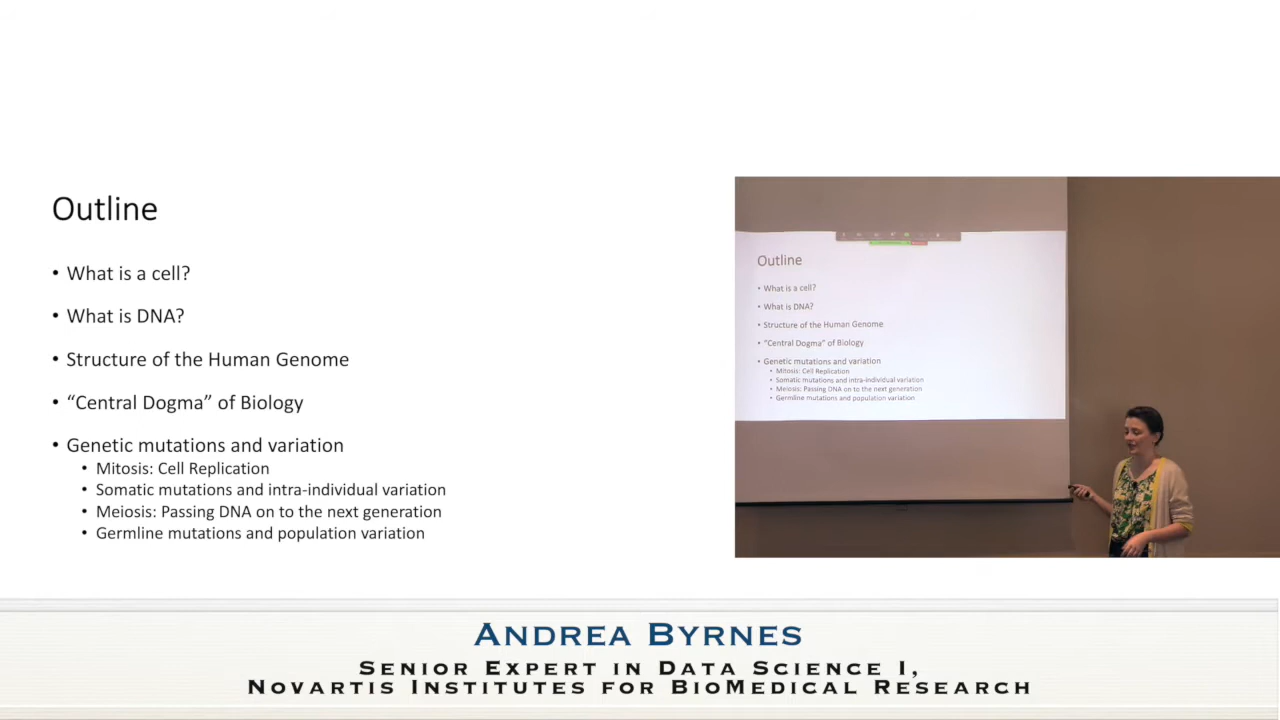 Outline
• What is a cell?
• What is DNA?
• Structure of the Human Genome
• “Central Dogma” of Biology
• Genetic mutations and variation
• Mitosis: Cell Replication
• Somatic mutations and intra-individual variation
• Meiosis: Passing DNA on to the next generation
• Germline mutations and population variation
Outline
• What is a cell?
• What is DNA?
• Structure of the Human Genome
• “Central Dogma” of Biology
• Genetic mutations and variation
• Mitosis: Cell Replication
• Somatic mutations and intra-individual variation
• Meiosis: Passing DNA on to the next generation
• Germline mutations and population variation
Andrea Byrnes
Senior Expert in Data Science I,
Novartis Institutes for BioMedical Research